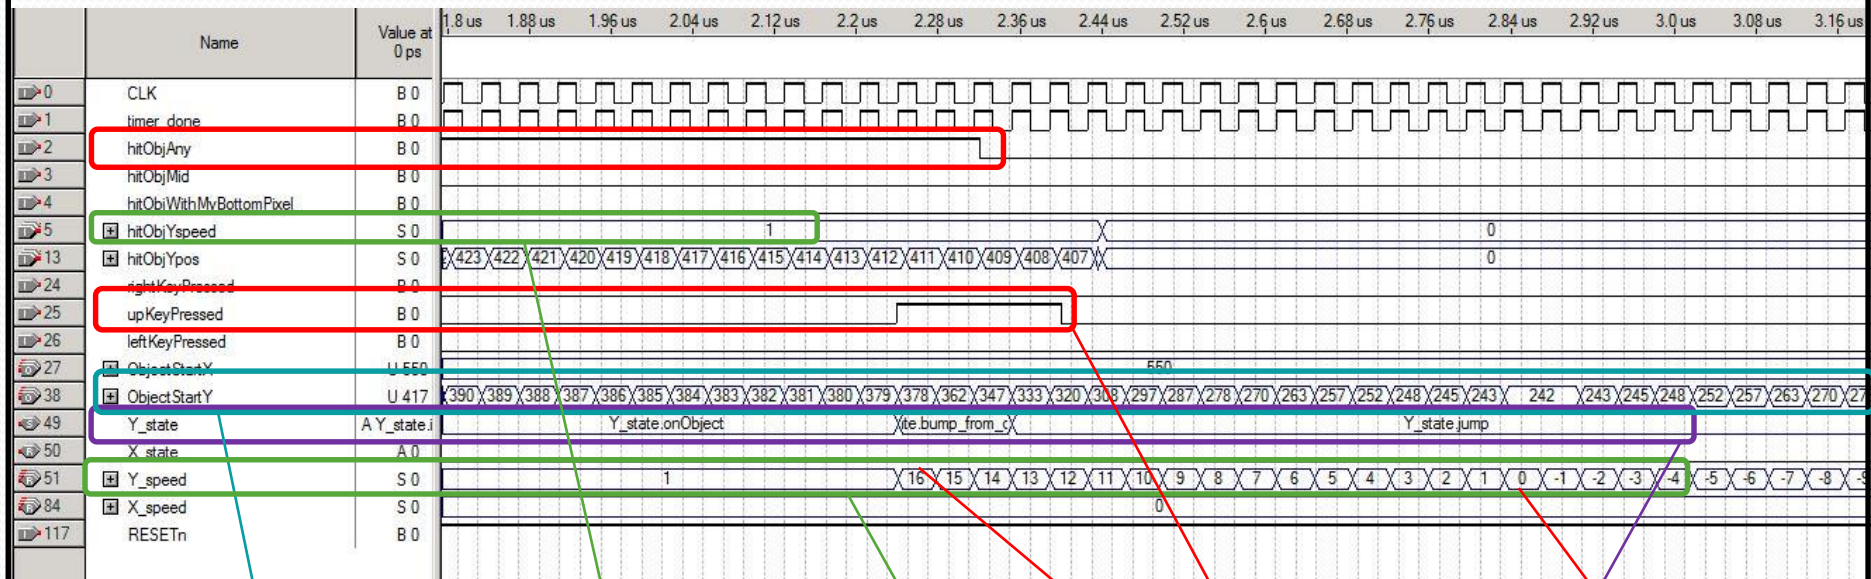 Name Value at 0 ps 1.8 us 1.88 us 1.96 us 2.04 us 2.12 us 2.2 us 2.28 us 2.36 us 2.44 us 2.52 us 2.6 us 2.68 us 2.76 us 2.84 us 2.92 us 3.0 us 3.08 us 3.16 us
0 CLK B 0
1 timer_done B 0
2 hitObjAny B 0
3 hitObjMid B 0
4 hitObjWithMyBottomPixel B 0
5 hitObjYspeed S 0 1 0
13 hitObjYpos S 0 423 422 421 420 419 418 417 416 415 414 413 412 411 410 409 408 407 0
24 rightKeyPressed B 0
25 upKeyPressed B 0
26 leftKeyPressed B 0
27 ObjectStartX U 550 550
38 ObjectStartY U 417 390 389 388 387 386 385 384 383 382 381 380 379 378 362 347 333 320 308 297 287 278 270 263 257 252 248 245 243 242 243 245 248 252 257 263 270 27
49 Y_state A Y_state.i Y_state.onObject te.bump_from_c Y_state.jump
50 X_state A 0
51 Y_speed S 0 1 16 15 14 13 12 11 10 9 8 7 6 5 4 3 2 1 0 -1 -2 -3 -4 -5 -6 -7 -8 -9
84 X_speed S 0 0
117 RESETn B 0